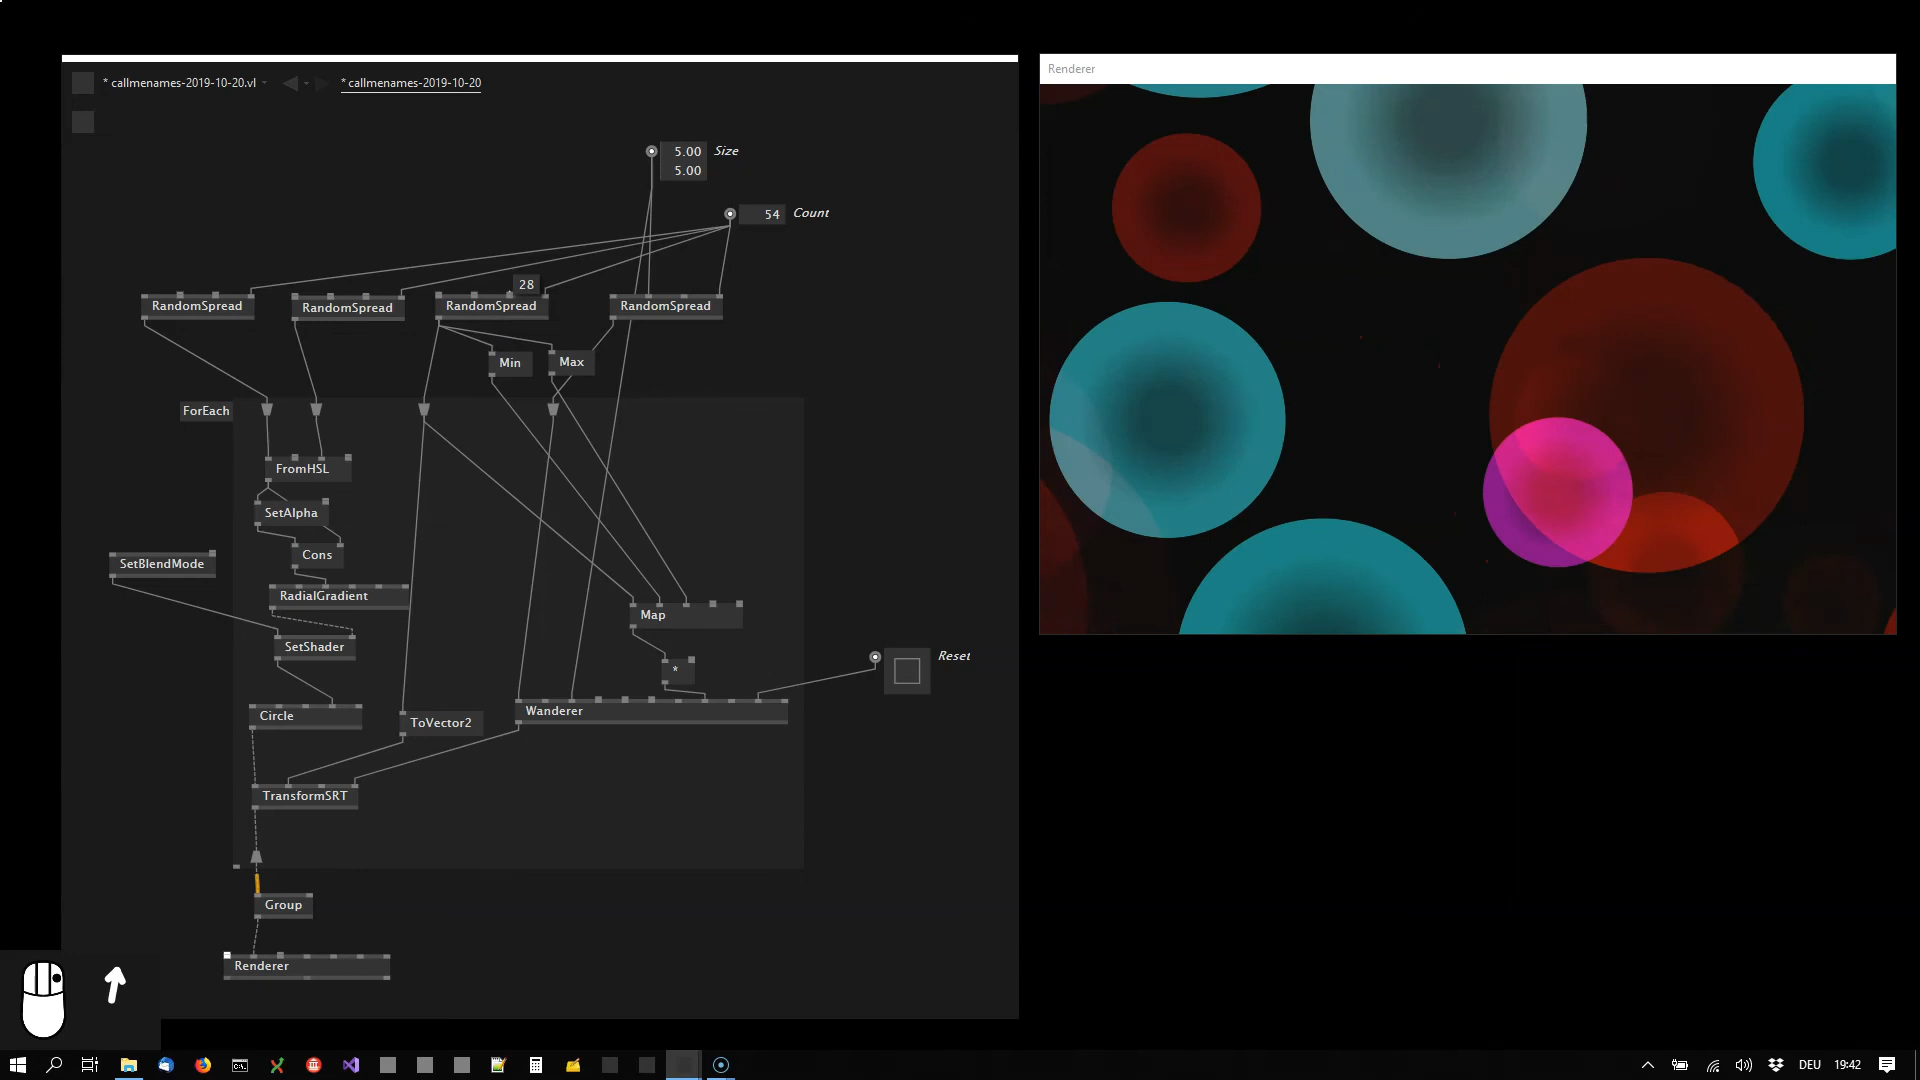 * callmenames-2019-10-20.vl
* callmenames-2019-10-20
Renderer
5.00
5.00
Size
54
Count
28
RandomSpread
RandomSpread
RandomSpread
RandomSpread
Min
Max
ForEach
FromHSL
SetAlpha
Cons
SetBlendMode
RadialGradient
Map
SetShader
*
Reset
Circle
ToVector2
Wanderer
TransformSRT
Group
Renderer
DEU
19:42